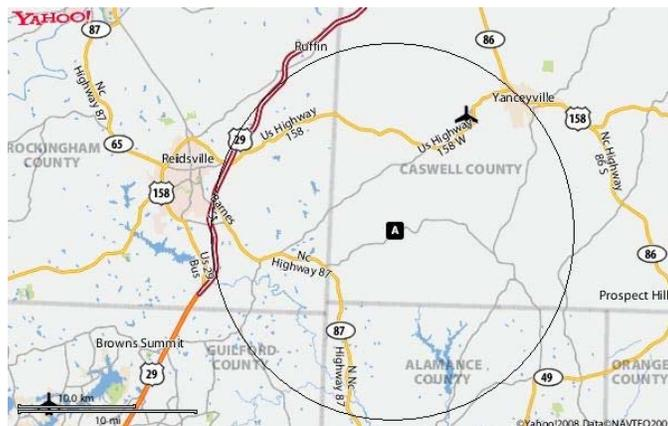 YAHOO!
87
Ruffin
86
Nc
Highway 87
Yanceyville
29
Us Highway
158
Us Highway
158 W
158
65
ROCKINGHAM
COUNTY
Reidsville
CASWELL COUNTY
Nc Highway
86 S
158
Barnes
St
A
86
Us 29
Bus
Nc
Highway 87
Prospect Hill
87
Browns Summit
GUILFORD
COUNTY
N Nc
Highway 87
ALAMANCE
COUNTY
ORANGE
COUNTY
29
49
10.0 km
10 mi
©Yahoo!2008, Data©NAVTEQ200